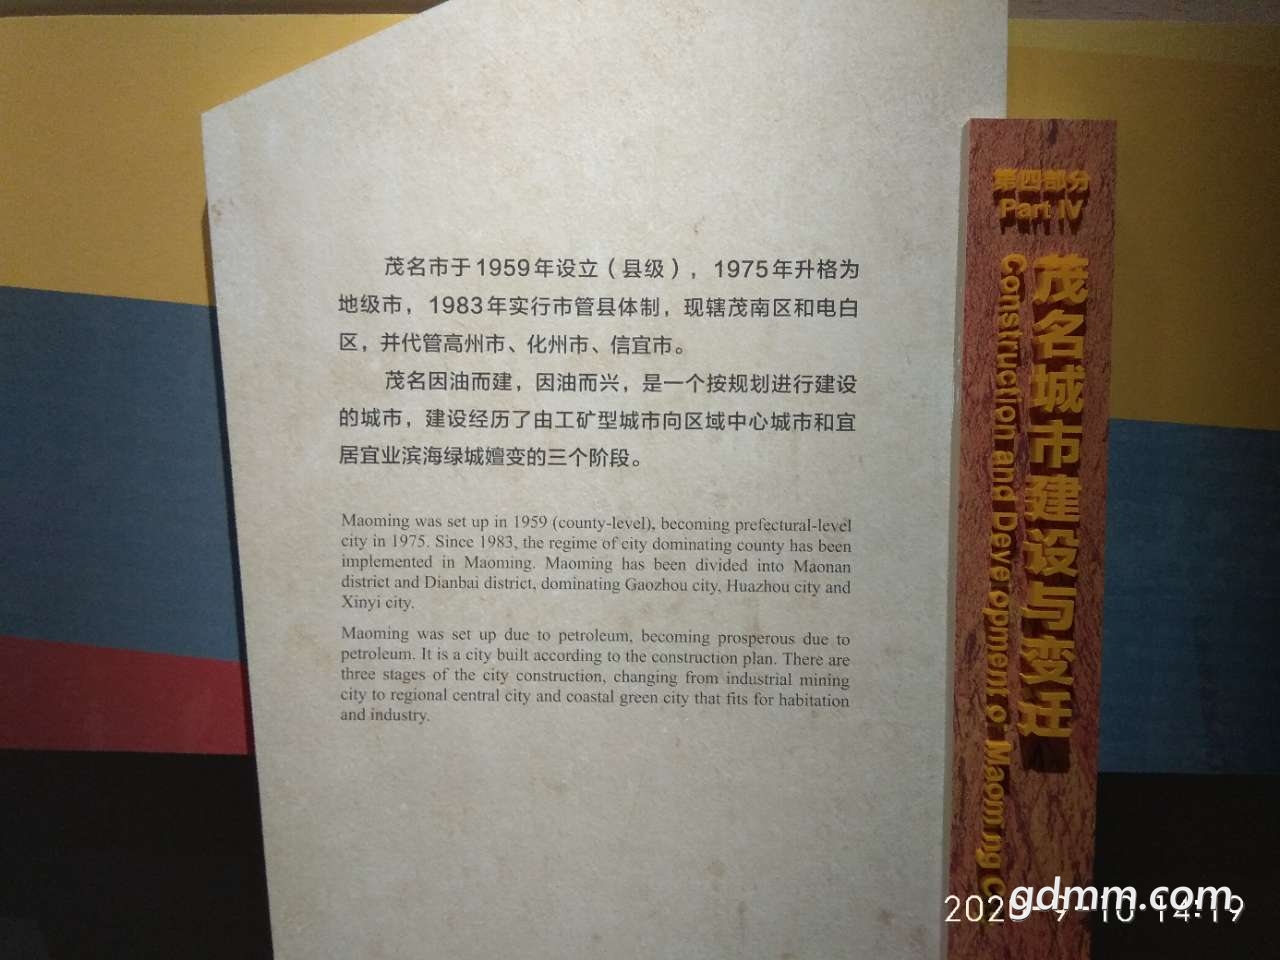 茂名市于1959年设立（县级），1975年升格为
地级市，1983年实行市管县体制，现辖茂南区和电白
区，并代管高州市、化州市、信宜市。
茂名因油而建，因油而兴，是一个按规划进行建设
的城市，建设经历了由工矿型城市向区域中心城市和宜
居宜业滨海绿城嬗变的三个阶段。
Maoming was set up in 1959 (county-level), becoming prefectural-level
city in 1975. Since 1983, the regime of city dominating county has been
implemented in Maoming. Maoming has been divided into Maonan
district and Dianbai district, dominating Gaozhou city, Huazhou city and
Xinyi city.
Maoming was set up due to petroleum, becoming prosperous due to
petroleum. It is a city built according to the construction plan. There are
three stages of the city construction, changing from industrial mining
city to regional central city and coastal green city that fits for habitation
and industry.
第四部分
Part IV
茂名城市建设与变迁
Construction and Development of Maoming
gdmm.com
14:19